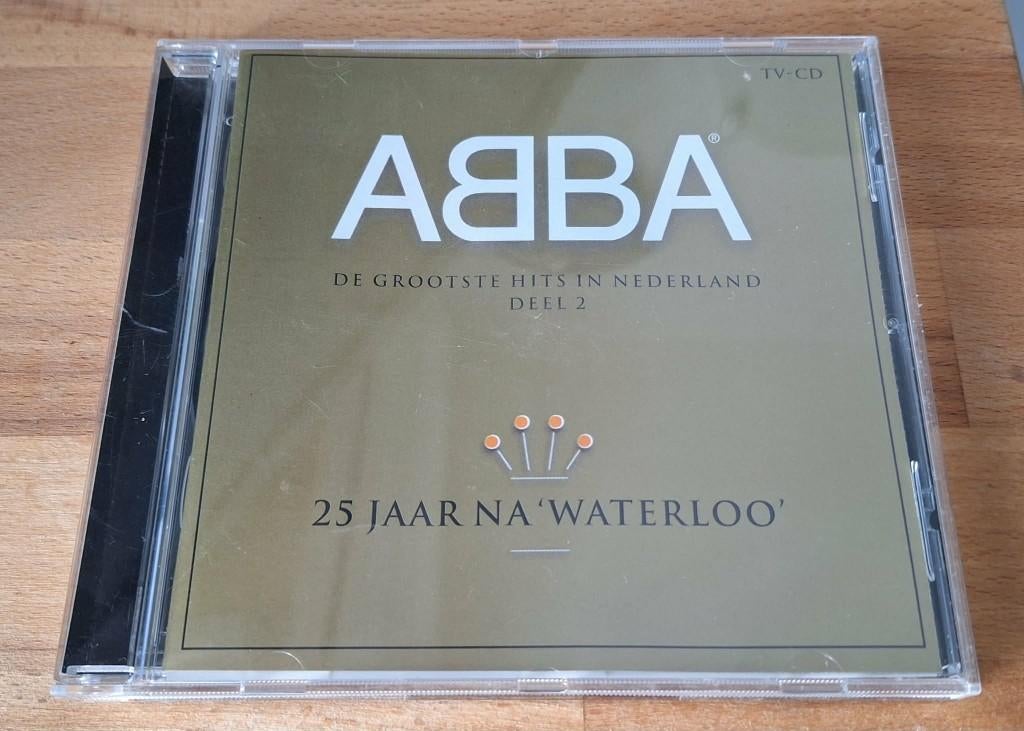 TV-CD
ABBA®
DE GROOTSTE HITS IN NEDERLAND
DEEL 2
25 JAAR NA ‘WATERLOO’